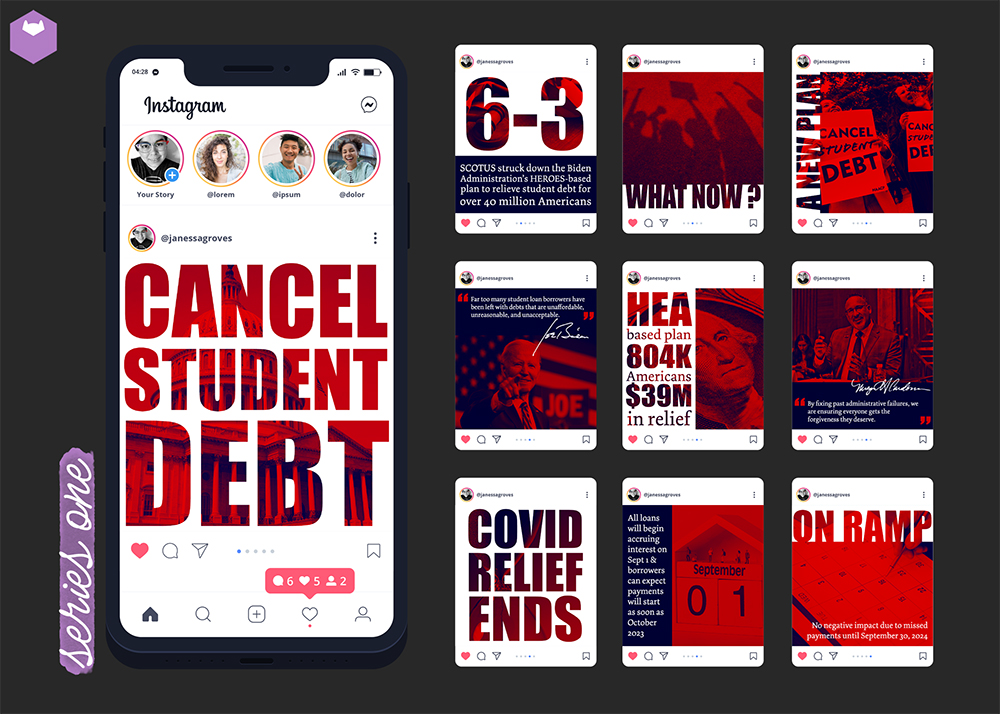 04:28
Instagram
Your Story
@lorem
@ipsum
@dolor
@janessagroves
CANCEL
STUDENT
DEBT
6 5 2
series one
@janessagroves
6-3
SCOTUS struck down the Biden
Administration's HEROES-based
plan to relieve student debt for
over 40 million Americans
@janessagroves
WHAT NOW ?
@janessagroves
A NEW PLAN
CANCEL
STUDENT
DEBT
CANC
STUD
DE
@janessagroves
“ Far too many student loan borrowers have
been left with debts that are unaffordable,
unreasonable, and unacceptable. ”
Joe Biden
JOE
@janessagroves
HEA
based plan
804K
Americans
$39M
in relief
@janessagroves
“ By fixing past administrative failures, we
are ensuring everyone gets the
forgiveness they deserve. ”
@janessagroves
COVID
RELIEF
ENDS
@janessagroves
All loans
will begin
accruing
interest on
Sept 1 &
borrowers
can expect
payments
will start
as soon as
October
2023
September
0 1
@janessagroves
ON RAMP
No negative impact due to missed
payments until September 30, 2024